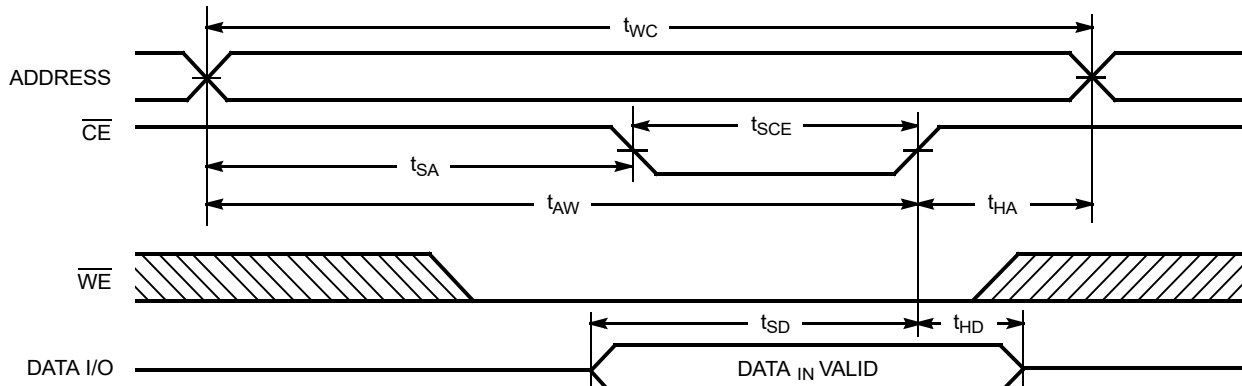 tWC
ADDRESS
CE
tSCE
tSA
tAW
tHA
WE
tSD
tHD
DATA I/O
DATA IN VALID